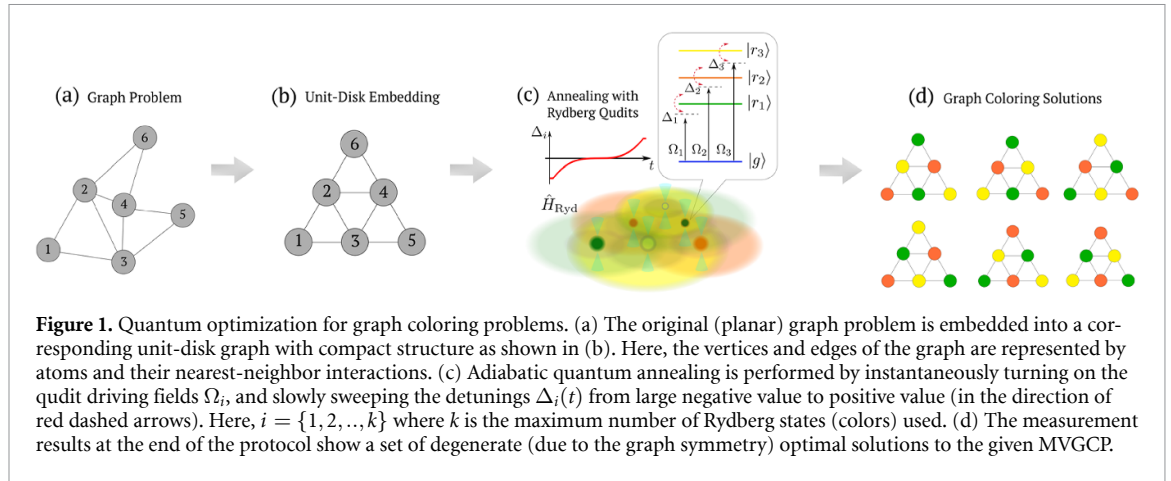 (a) Graph Problem
6
2
4
5
1
3
(b) Unit-Disk Embedding
6
2
4
1
3
5
(c) Annealing with
Rydberg Qudits
Δᵢ
t
Ĥ_Ryd
|r₃⟩
Δ₃
|r₂⟩
Δ₂
|r₁⟩
Δ₁
Ω₁ Ω₂ Ω₃
|g⟩
(d) Graph Coloring Solutions
Figure 1. Quantum optimization for graph coloring problems. (a) The original (planar) graph problem is embedded into a cor-
responding unit-disk graph with compact structure as shown in (b). Here, the vertices and edges of the graph are represented by
atoms and their nearest-neighbor interactions. (c) Adiabatic quantum annealing is performed by instantaneously turning on the
qudit driving fields Ωᵢ, and slowly sweeping the detunings Δᵢ(t) from large negative value to positive value (in the direction of
red dashed arrows). Here, i = {1,2,..,k} where k is the maximum number of Rydberg states (colors) used. (d) The measurement
results at the end of the protocol show a set of degenerate (due to the graph symmetry) optimal solutions to the given MVGCP.